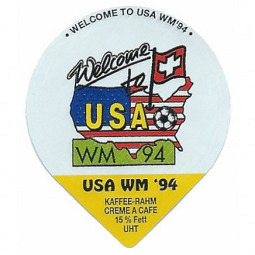 • WELCOME TO USA WM'94 •
Welcome
to
USA
WM 94
USA WM '94
KAFFEE-RAHM
CREME A CAFE
15 % Fett
UHT